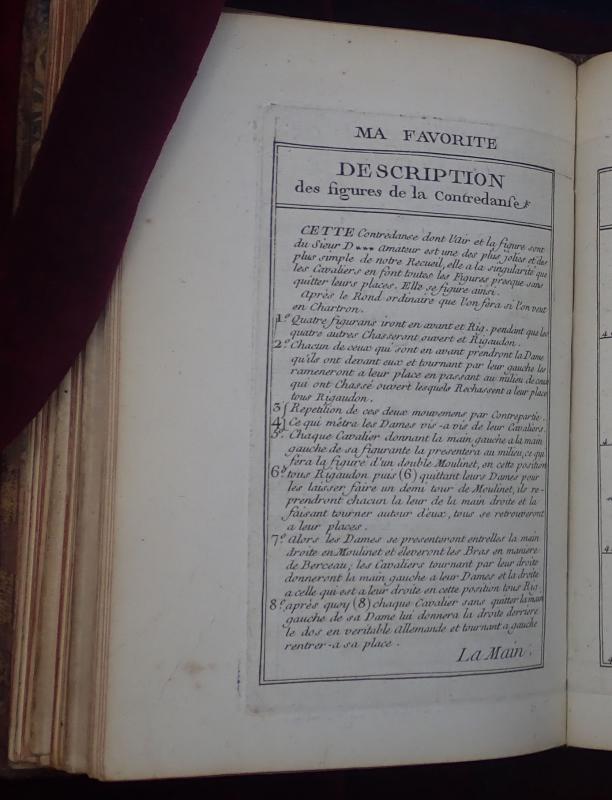 MA FAVORITE
DESCRIPTION
des figures de la Contredanse
CETTE Contredanse dont l'air et la figure sont
du Sieur D*** Amateur est une des plus jolies et des
plus simple de notre Recueil, elle a la singularité que
les Cavaliers en font toutes les Figures presque sans
quitter leurs places. Elle se figure ainsi.
Après le Rond ordinaire que l'on fera si l'on veut
en Chartron.
1.º Quatre figurans iront en avant et Rig. pendant que les
quatre autres Chasseront ouvert et Rigaudon.
2.º Chacun de ceux qui sont en avant prendront la Dame
qu'ils ont devant eux et tournant par leur gauche les
rameneront a leur place en passant au milieu de ceux
qui ont Chassé ouvert lesquels Rechassent a leur place
tous Rigaudon.
3 Repetition de ces deux mouvemens par Contrepartie.
4 Ce qui métra les Dames vis-a vis de leur Cavaliers.
5.º Chaque Cavalier donnant la main gauche a la main
gauche de sa figurante la presentera au milieu, ce qui
fera la figure d'un double Moulinet, en cette position
6.º tous Rigaudon puis (6) quittant leurs Dames pour
les laisser faire un demi tour de Moulinet, ils re-
prendront chacun la leur de la main droite et la
faisant tourner autour d'eux, tous se retrouveront
a leur places.
7.º Alors les Dames se presenteront entrelles la main
droite en Moulinet et éleveront les Bras en maniere
de Berceau; les Cavaliers tournant par leur droite
donneront la main gauche a leur Dames et la droite
a celle qui est a leur droite en cette position tous Rig.
8.º après quoy (8) chaque Cavalier sans quitter la main
gauche de sa Dame lui donnera la droite derriere
le dos en veritable Allemande et tournant a gauche
rentrer-a sa place.
La Main.